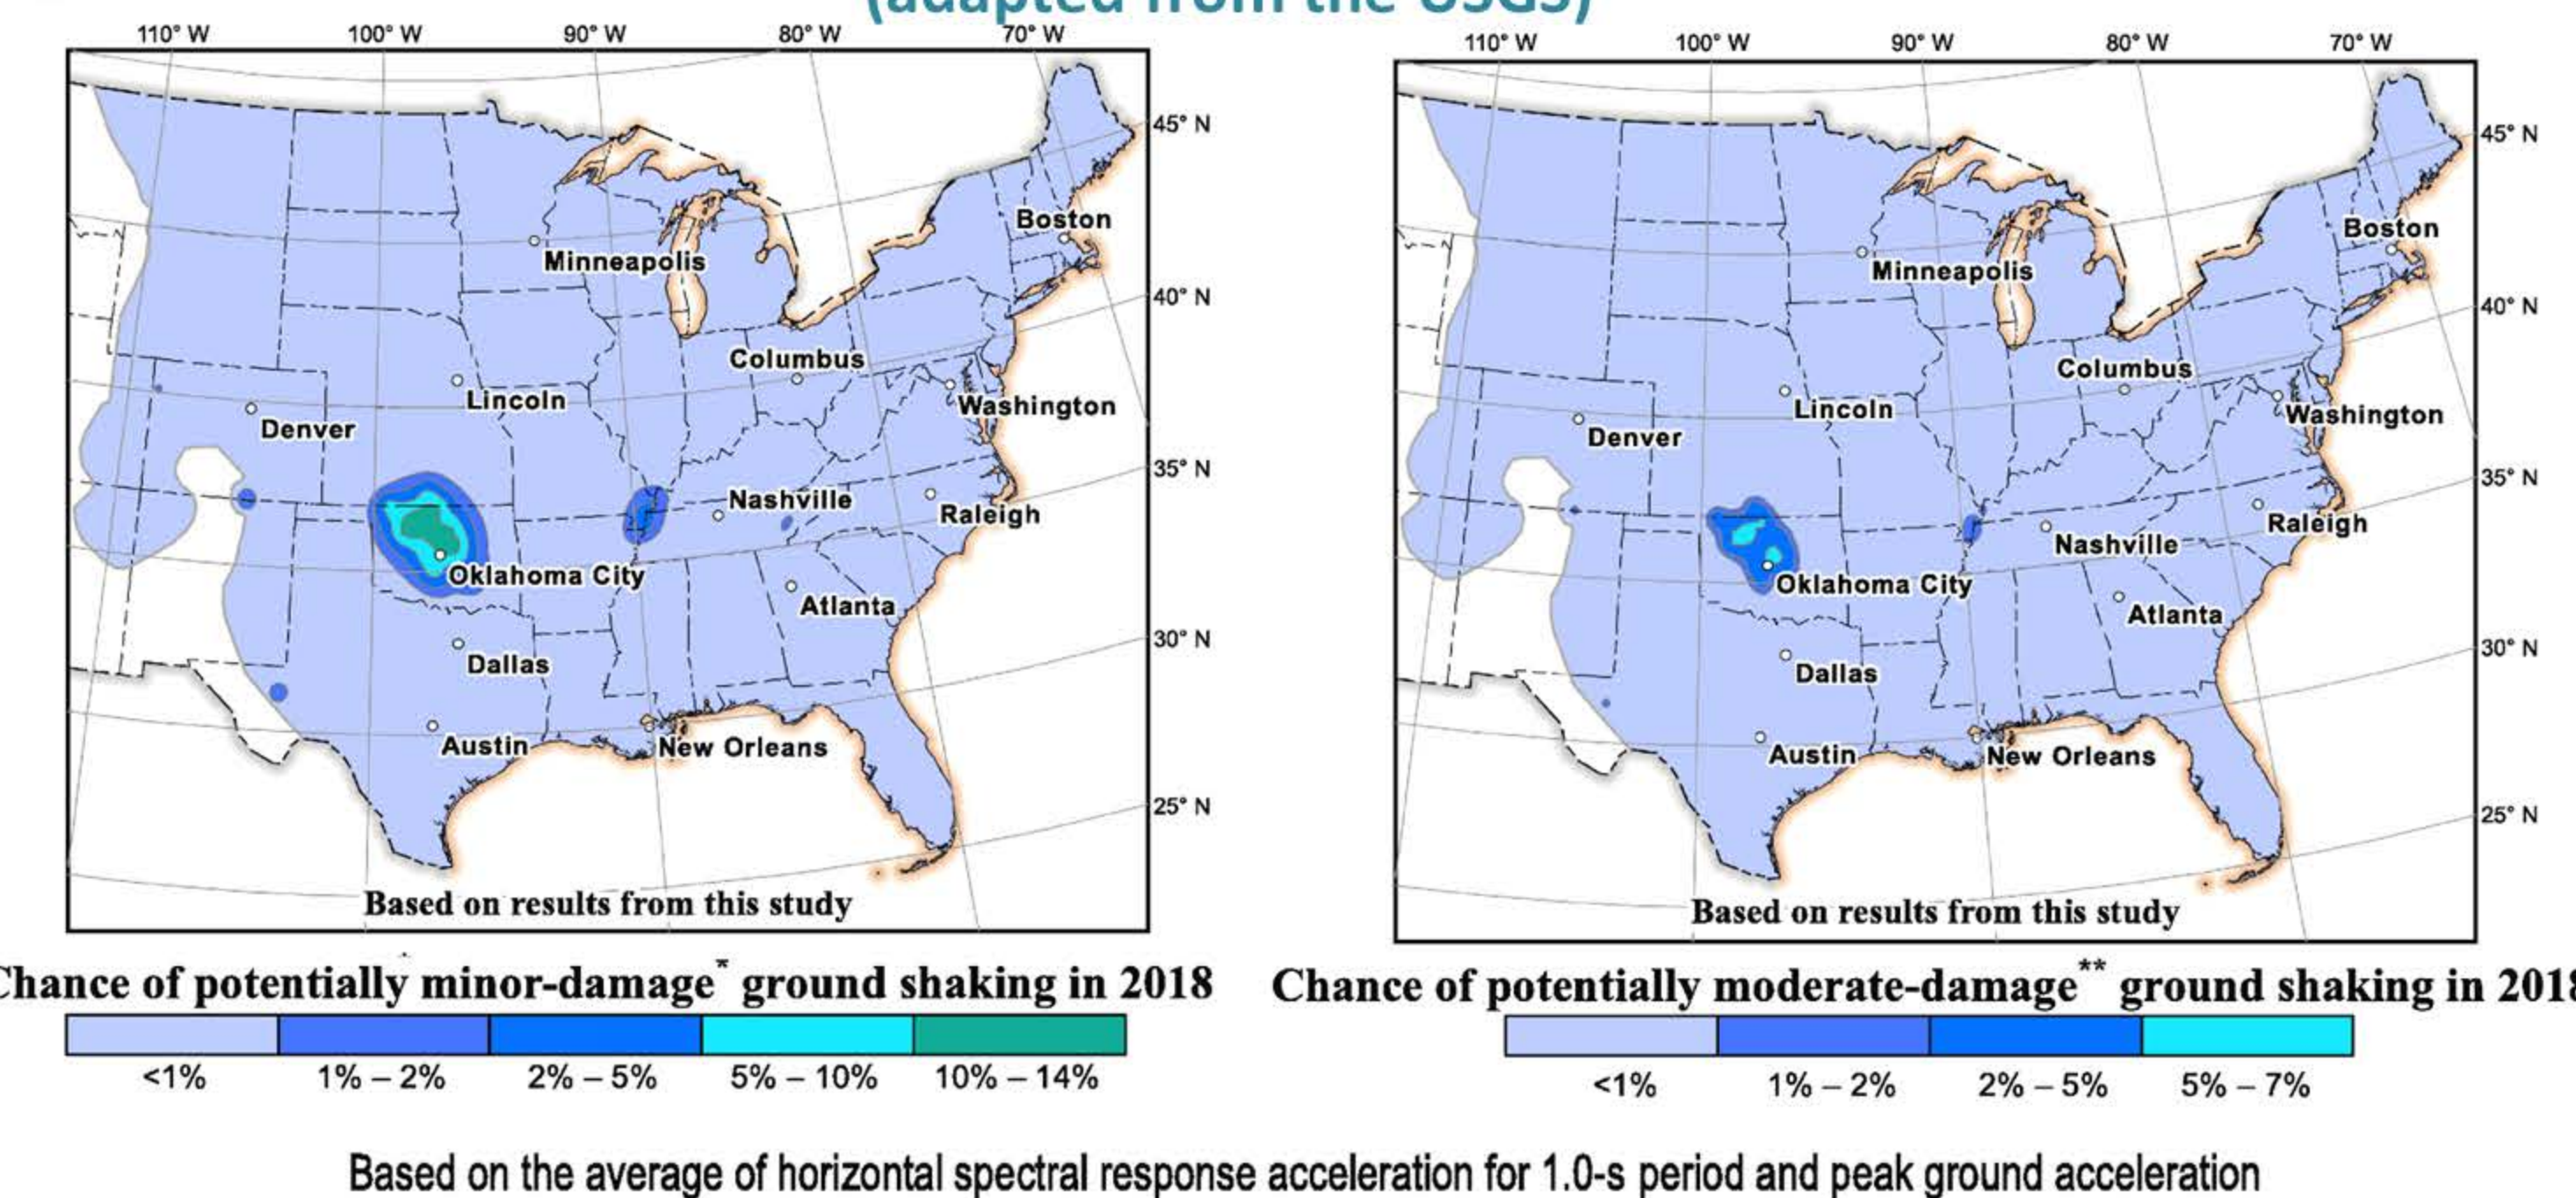 (adapted from the USGS)
110° W 100° W 90° W 80° W 70° W
45° N
40° N
35° N
30° N
25° N
Boston
Minneapolis
Columbus
Lincoln
Washington
Denver
Nashville
Raleigh
Oklahoma City
Atlanta
Dallas
Austin
New Orleans
Based on results from this study
Chance of potentially minor-damage* ground shaking in 2018
<1% 1% – 2% 2% – 5% 5% – 10% 10% – 14%
110° W 100° W 90° W 80° W 70° W
45° N
40° N
35° N
30° N
25° N
Boston
Minneapolis
Columbus
Lincoln
Washington
Denver
Raleigh
Nashville
Oklahoma City
Atlanta
Dallas
Austin
New Orleans
Based on results from this study
Chance of potentially moderate-damage** ground shaking in 2018
<1% 1% – 2% 2% – 5% 5% – 7%
Based on the average of horizontal spectral response acceleration for 1.0-s period and peak ground acceleration